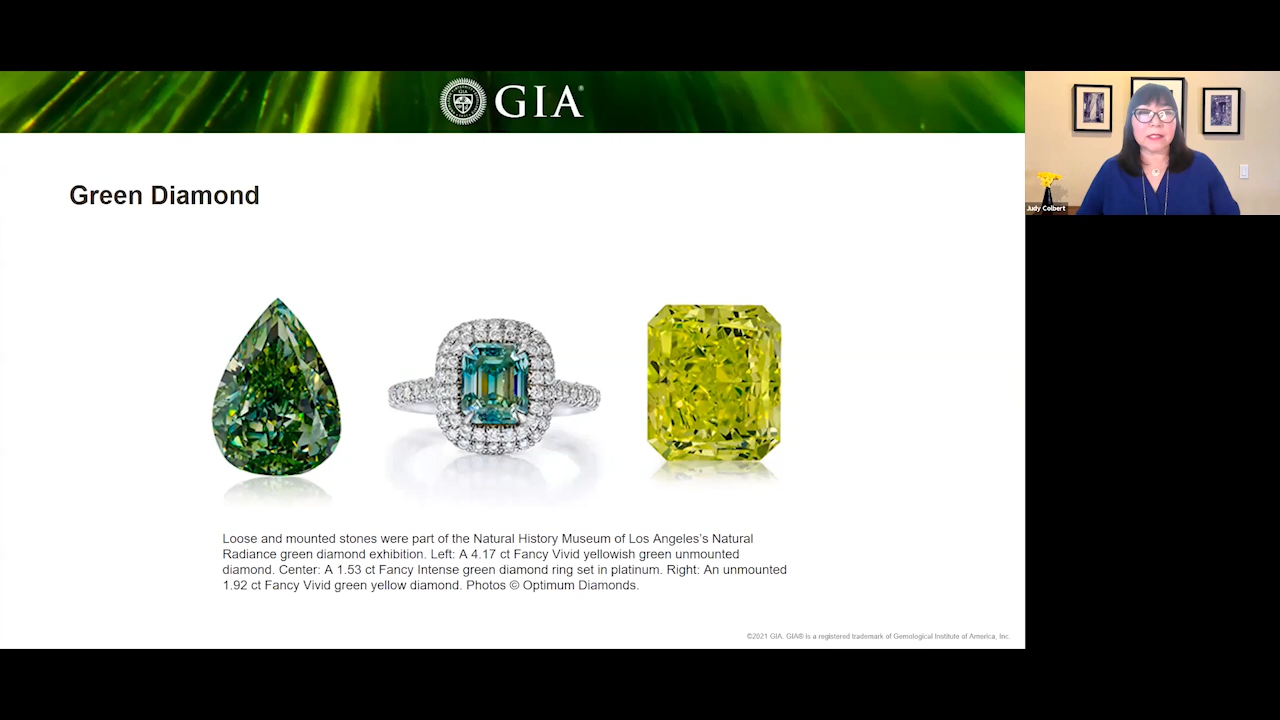 GIA
Green Diamond
Loose and mounted stones were part of the Natural History Museum of Los Angeles's Natural
Radiance green diamond exhibition. Left: A 4.17 ct Fancy Vivid yellowish green unmounted
diamond. Center: A 1.53 ct Fancy Intense green diamond ring set in platinum. Right: An unmounted
1.92 ct Fancy Vivid green yellow diamond. Photos © Optimum Diamonds.
©2021 GIA. GIA® is a registered trademark of Gemological Institute of America, Inc.
Judy Colbert